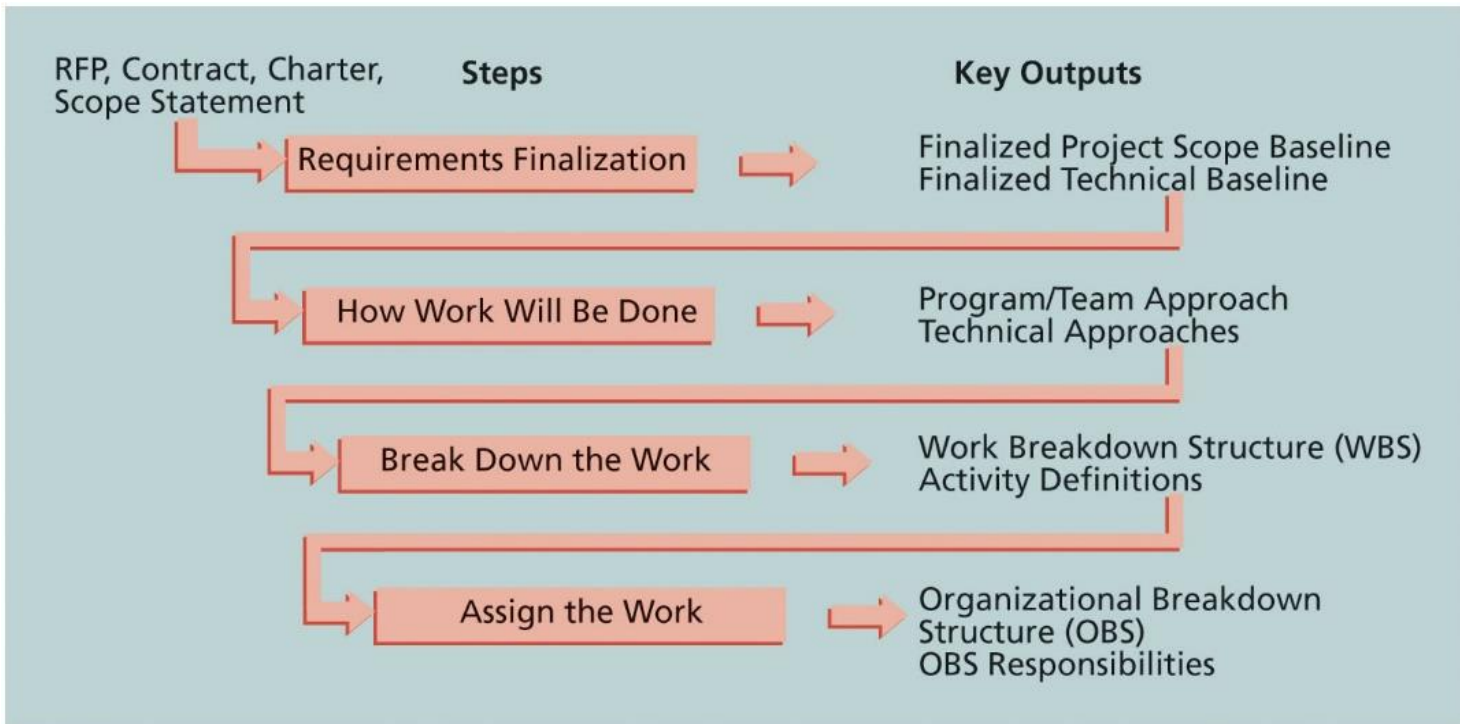 RFP, Contract, Charter,
Scope Statement
Steps
Key Outputs
Requirements Finalization
Finalized Project Scope Baseline
Finalized Technical Baseline
How Work Will Be Done
Program/Team Approach
Technical Approaches
Break Down the Work
Work Breakdown Structure (WBS)
Activity Definitions
Assign the Work
Organizational Breakdown
Structure (OBS)
OBS Responsibilities